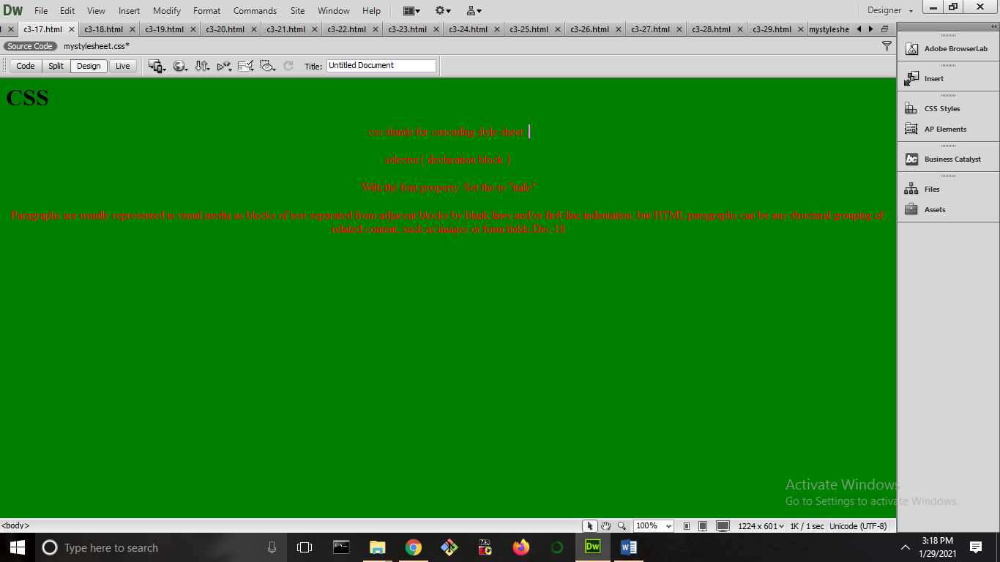 Dw File Edit View Insert Modify Format Commands Site Window Help Designer
c3-17.html c3-18.html c3-19.html c3-20.html c3-21.html c3-22.html c3-23.html c3-24.html c3-25.html c3-26.html c3-27.html c3-28.html c3-29.html mystyleshe
Source Code mystylesheet.css*
Code Split Design Live Title: Untitled Document
Adobe BrowserLab
Insert
CSS Styles
AP Elements
bc Business Catalyst
Files
Assets
CSS
css stands for cascading style sheet .
selector{ declaration block }
With the font property: Set the to "italic"
Paragraphs are usually represented in visual media as blocks of text separated from adjacent blocks by blank lines and/or first line indentation, but HTML paragraphs can be any structural grouping of
related content, such as images or form fields Dec 18
Activate Windows
Go to Settings to activate Windows.
<body> 100% 1224 x 601 1K / 1 sec Unicode (UTF-8)
Type here to search Dw 3:18 PM
1/29/2021